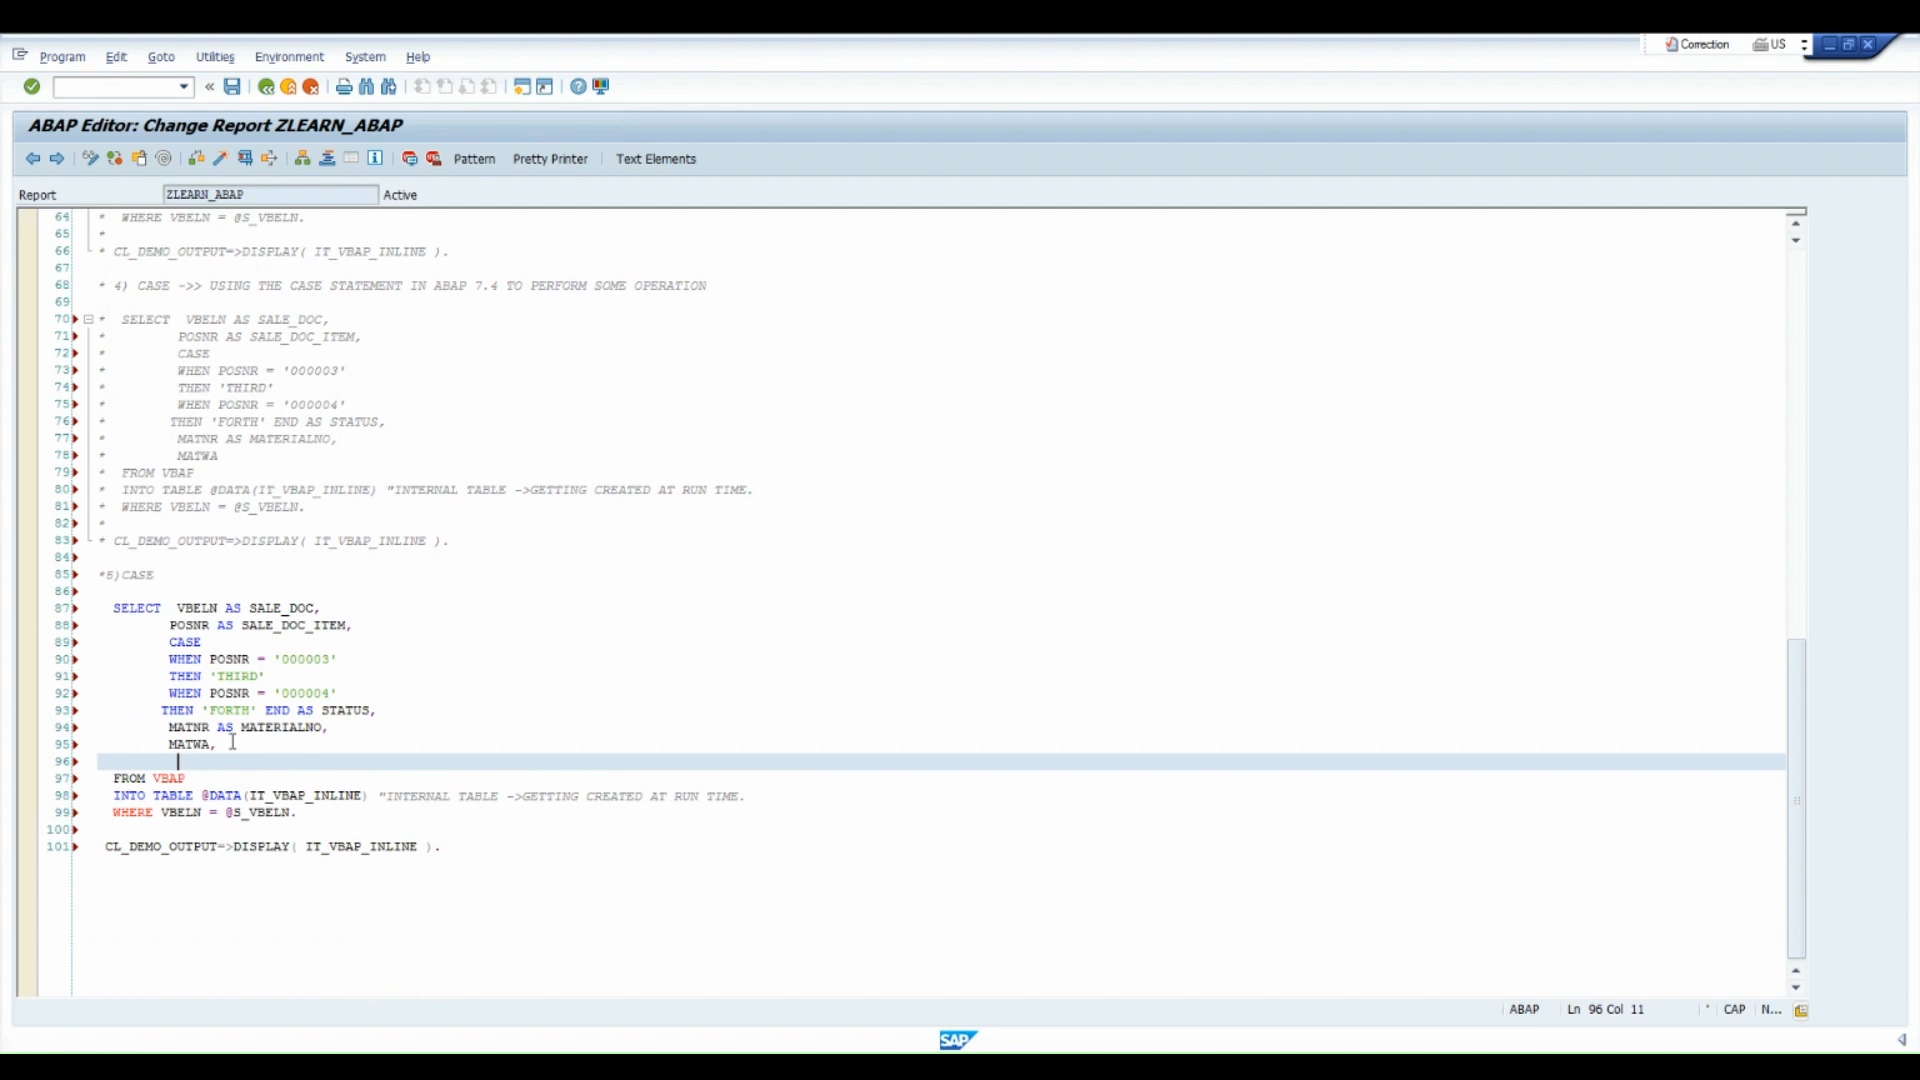 Correction US
Program Edit Goto Utilities Environment System Help
ABAP Editor: Change Report ZLEARN_ABAP
Pattern Pretty Printer Text Elements
Report ZLEARN_ABAP Active
64 * WHERE VBELN = @S_VBELN.
65 *
66 * CL_DEMO_OUTPUT=>DISPLAY( IT_VBAP_INLINE ).
67
68 * 4) CASE ->> USING THE CASE STATEMENT IN ABAP 7.4 TO PERFORM SOME OPERATION
69
70 * SELECT VBELN AS SALE_DOC,
71 * POSNR AS SALE_DOC_ITEM,
72 * CASE
73 * WHEN POSNR = '000003'
74 * THEN 'THIRD'
75 * WHEN POSNR = '000004'
76 * THEN 'FORTH' END AS STATUS,
77 * MATNR AS MATERIALNO,
78 * MATWA
79 * FROM VBAP
80 * INTO TABLE @DATA(IT_VBAP_INLINE) "INTERNAL TABLE ->GETTING CREATED AT RUN TIME.
81 * WHERE VBELN = @S_VBELN.
82 *
83 * CL_DEMO_OUTPUT=>DISPLAY( IT_VBAP_INLINE ).
84
85 *5)CASE
86
87 SELECT VBELN AS SALE_DOC,
88 POSNR AS SALE_DOC_ITEM,
89 CASE
90 WHEN POSNR = '000003'
91 THEN 'THIRD'
92 WHEN POSNR = '000004'
93 THEN 'FORTH' END AS STATUS,
94 MATNR AS MATERIALNO,
95 MATWA,
96
97 FROM VBAP
98 INTO TABLE @DATA(IT_VBAP_INLINE) "INTERNAL TABLE ->GETTING CREATED AT RUN TIME.
99 WHERE VBELN = @S_VBELN.
100
101 CL_DEMO_OUTPUT=>DISPLAY( IT_VBAP_INLINE ).
ABAP Ln 96 Col 11 CAP N...
SAP